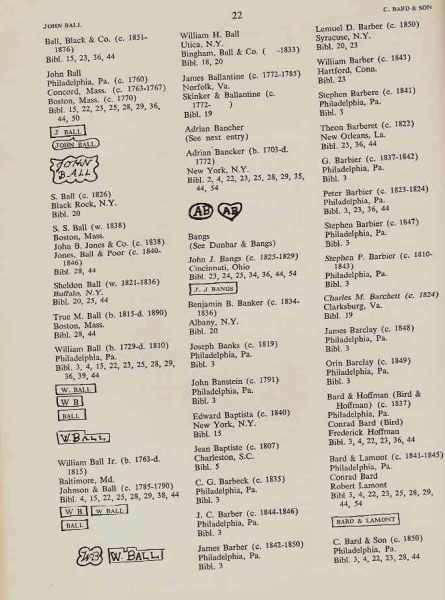 JOHN BALL
22
C. BARD & SON
Ball, Black & Co. (c. 1851-
1876)
Bibl. 15, 23, 36, 44
John Ball
Philadelphia, Pa. (c. 1760)
Concord, Mass. (c. 1763-1767)
Boston, Mass. (c. 1770)
Bibl. 15, 22, 23, 25, 28, 29, 36,
44, 50
J. BALL
JOHN BALL
JOHN
BALL
S. Ball (c. 1826)
Black Rock, N.Y.
Bibl. 20
S. S. Ball (w. 1838)
Boston, Mass.
John B. Jones & Co. (c. 1838)
Jones, Ball & Poor (c. 1840-
1846)
Bibl. 28, 44
Sheldon Ball (w. 1821-1836)
Buffalo, N.Y.
Bibl. 20, 25, 44
True M. Ball (b. 1815-d. 1890)
Boston, Mass.
Bibl. 28, 44
William Ball (b. 1729-d. 1810)
Philadelphia, Pa.
Bibl. 3, 4, 15, 22, 23, 25, 28, 29,
36, 39, 44
W. BALL
W B
BALL
W.BALL
William Ball Jr. (b. 1763-d.
1815)
Baltimore, Md.
Johnson & Ball (c. 1785-1790)
Bibl. 4, 15, 22, 25, 28, 29, 38, 44
W B
W BALL
BALL
WB
W. BALL
William H. Ball
Utica, N.Y.
Bingham, Ball & Co. ( -1833)
Bibl. 18, 20
James Ballantine (c. 1772-1785)
Norfolk, Va.
Skinker & Ballantine (c.
1772- )
Bibl. 19
Adrian Bancher
(See next entry)
Adrian Bancker (b. 1703-d.
1772)
New York, N.Y.
Bibl. 2, 4, 22, 23, 25, 28, 29, 35,
44, 54
AB
AB
Bangs
(See Dunbar & Bangs)
John J. Bangs (c. 1825-1829)
Cincinnati, Ohio
Bibl. 23, 24, 25, 34, 36, 44, 54
J. J BANGS
Benjamin B. Banker (c. 1834-
1836)
Albany, N.Y.
Bibl. 20
Joseph Banks (c. 1819)
Philadelphia, Pa.
Bibl. 3
John Banstein (c. 1791)
Philadelphia, Pa.
Bibl. 3
Edward Baptista (c. 1840)
New York, N.Y.
Bibl. 15
Jean Baptiste (c. 1807)
Charleston, S.C.
Bibl. 5
C. G. Barbeck (c. 1835)
Philadelphia, Pa.
Bibl. 3
J. C. Barber (c. 1844-1846)
Philadelphia, Pa.
Bibl. 3
James Barber (c. 1842-1850)
Philadelphia, Pa.
Bibl. 3
Lemuel D. Barber (c. 1850)
Syracuse, N.Y.
Bibl. 20, 23
William Barber (c. 1843)
Hartford, Conn.
Bibl. 23
Stephen Barbere (c. 1841)
Philadelphia, Pa.
Bibl. 3
Theon Barberet (c. 1822)
New Orleans, La.
Bibl. 23, 36, 44
G. Barbier (c. 1837-1842)
Philadelphia, Pa.
Bibl. 3
Peter Barbier (c. 1823-1824)
Philadelphia, Pa.
Bibl. 3, 23, 36, 44
Stephen Barbier (c. 1847)
Philadelphia, Pa.
Bibl. 3
Stephen P. Barbier (c. 1810-
1843)
Philadelphia, Pa.
Bibl. 3
Charles M. Barchett (c. 1824)
Clarksburg, Va.
Bibl. 19
James Barclay (c. 1848)
Philadelphia, Pa.
Bibl. 3
Orin Barclay (c. 1849)
Philadelphia, Pa.
Bibl. 3
Bard & Hoffman (Bird &
Hoffman) (c. 1837)
Philadelphia, Pa.
Conrad Bard (Bird)
Frederick Hoffman
Bibl. 3, 4, 22, 23, 36, 44
Bard & Lamont (c. 1841-1845)
Philadelphia, Pa.
Conrad Bard
Robert Lamont
Bibl 3, 4, 22, 23, 25, 28, 29,
44, 54
BARD & LAMONT
C. Bard & Son (c. 1850)
Philadelphia, Pa.
Bibl. 3, 4, 22, 23, 28, 44